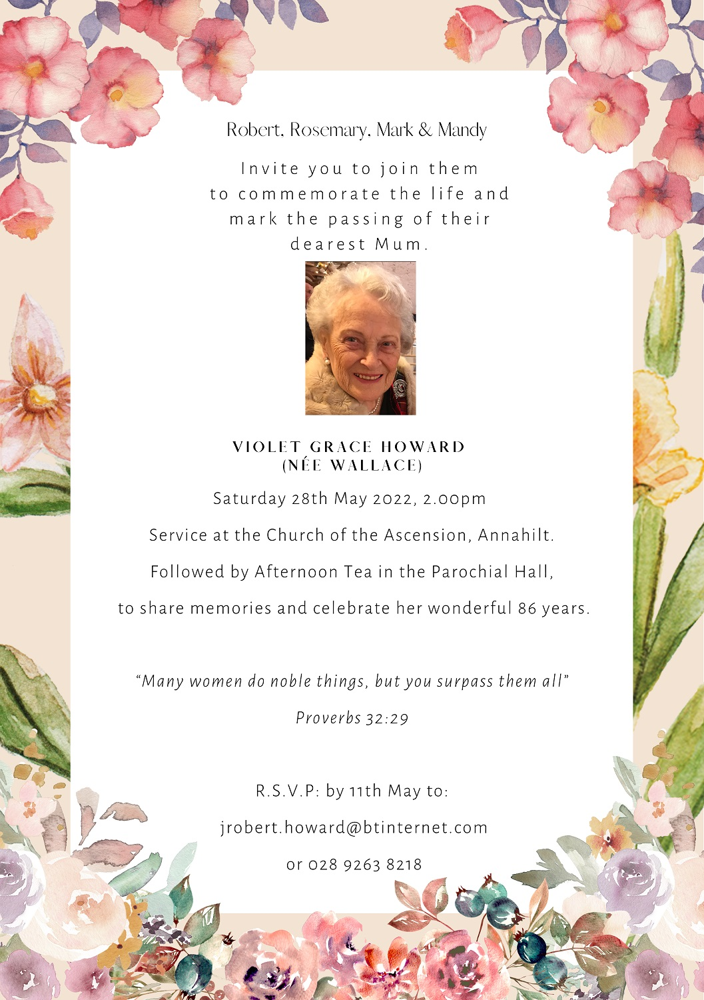 Robert, Rosemary, Mark & Mandy
Invite you to join them
to commemorate the life and
mark the passing of their
dearest Mum.
VIOLET GRACE HOWARD
(NÉE WALLACE)
Saturday 28th May 2022, 2.00pm
Service at the Church of the Ascension, Annahilt.
Followed by Afternoon Tea in the Parochial Hall,
to share memories and celebrate her wonderful 86 years.
“Many women do noble things, but you surpass them all”
Proverbs 32:29
R.S.V.P: by 11th May to:
jrobert.howard@btinternet.com
or 028 9263 8218